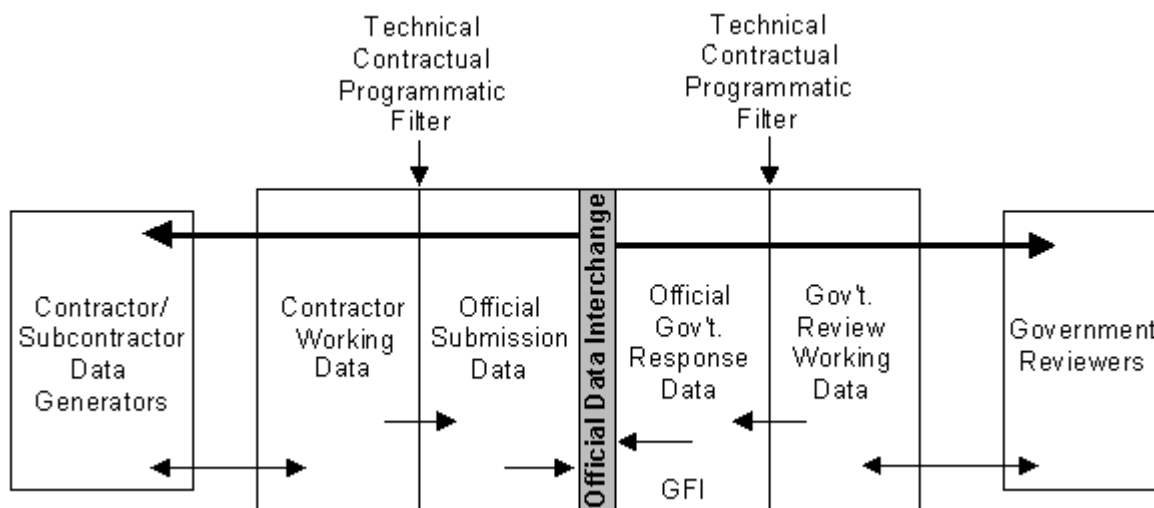 Technical
Contractual
Programmatic
Filter
Technical
Contractual
Programmatic
Filter
Contractor/
Subcontractor
Data
Generators
Contractor
Working
Data
Official
Submission
Data
Official Data Interchange
Official
Gov't.
Response
Data
GFI
Gov't.
Review
Working
Data
Government
Reviewers